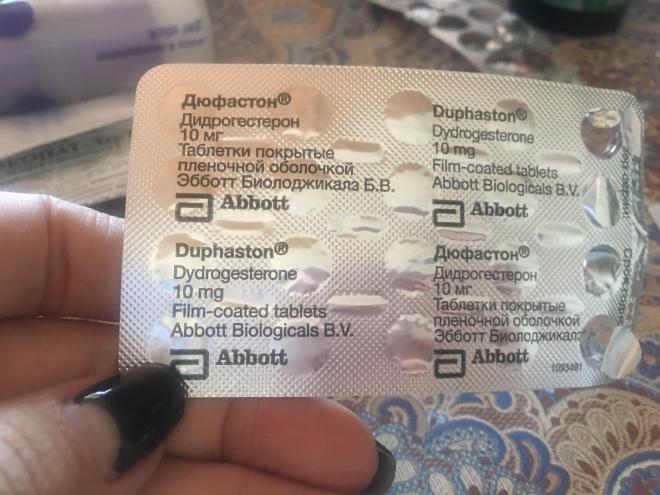 Дюфастон®
Дидрогестерон
10 мг
Таблетки покрытые
пленочной оболочкой
Эбботт Биолоджикалз Б.В.
Abbott
Duphaston®
Dydrogesterone
10 mg
Film-coated tablets
Abbott Biologicals B.V.
Abbott
Duphaston®
Dydrogesterone
10 mg
Film-coated tablets
Abbott Biologicals B.V.
Abbott
Дюфастон®
Дидрогестерон
10 мг
Таблетки покрытые
пленочной оболочкой
Эбботт Биолоджикал
Abbott
1093491